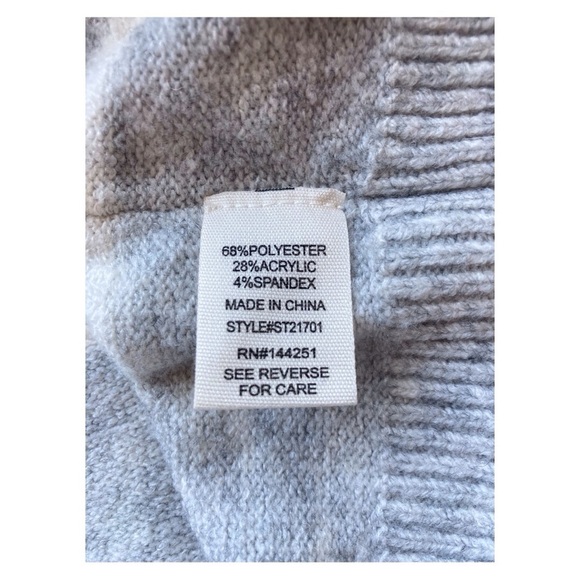 68%POLYESTER
28%ACRYLIC
4%SPANDEX
MADE IN CHINA
STYLE#ST21701
RN#144251
SEE REVERSE
FOR CARE